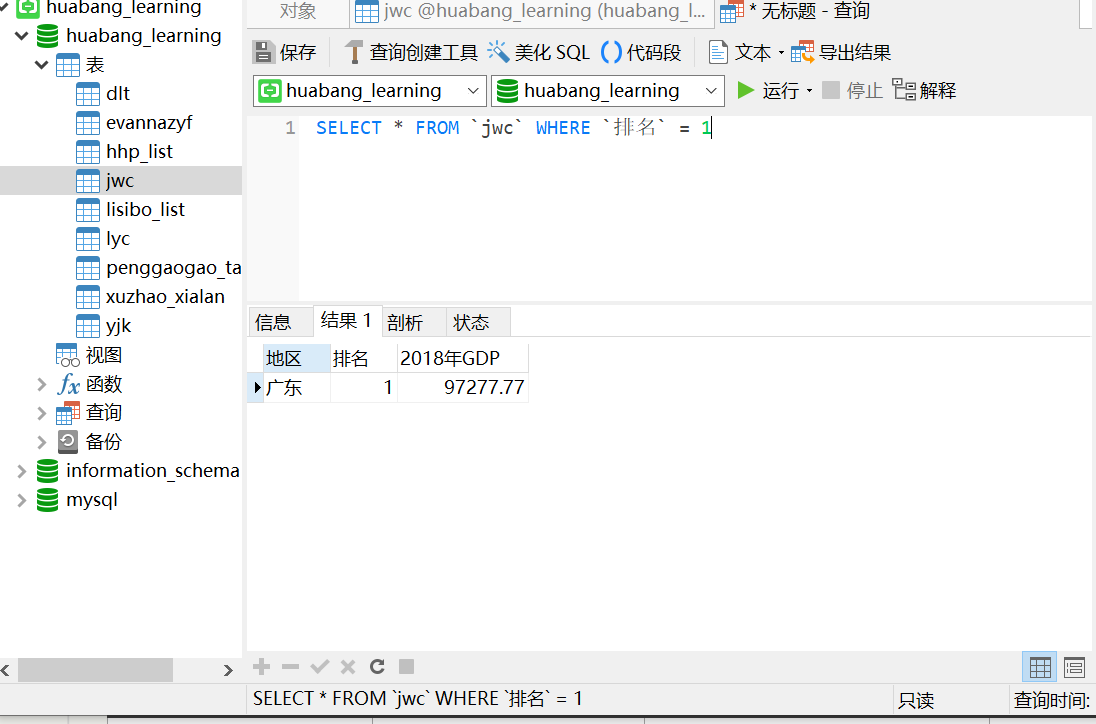 huabang_learning
对象
jwc @huabang_learning (huabang_l...
* 无标题 - 查询
huabang_learning
表
dlt
evannazyf
hhp_list
jwc
lisibo_list
lyc
penggaogao_ta
xuzhao_xialan
yjk
视图
函数
查询
备份
information_schema
mysql
保存
查询创建工具
美化 SQL
代码段
文本
导出结果
huabang_learning
huabang_learning
运行
停止
解释
1 SELECT * FROM `jwc` WHERE `排名` = 1
信息 结果 1 剖析 状态
地区 排名 2018年GDP
广东 1 97277.77
SELECT * FROM `jwc` WHERE `排名` = 1
只读
查询时间: